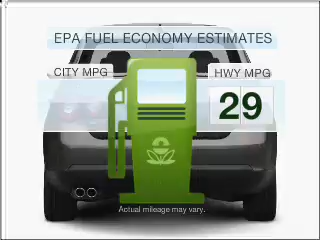 EPA FUEL ECONOMY ESTIMATES
CITY MPG
HWY MPG
29
Actual mileage may vary.